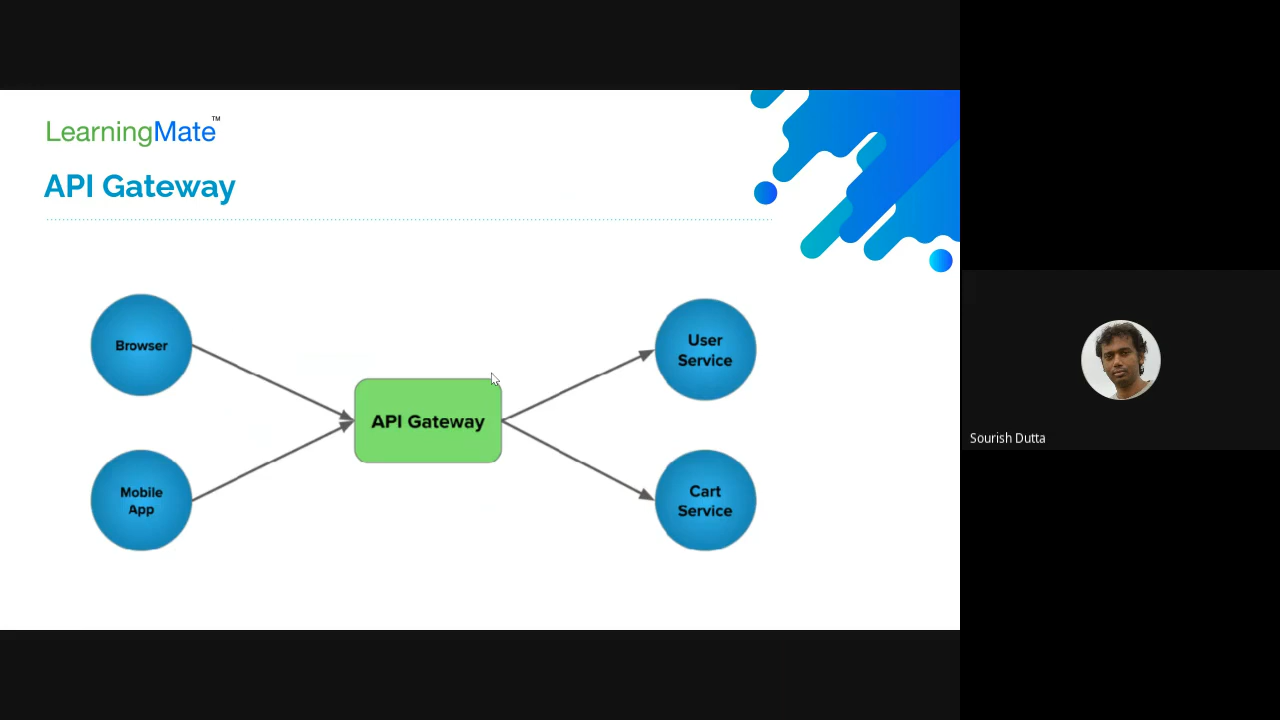 LearningMate™
API Gateway
Browser
Mobile
App
API Gateway
User
Service
Cart
Service
Sourish Dutta